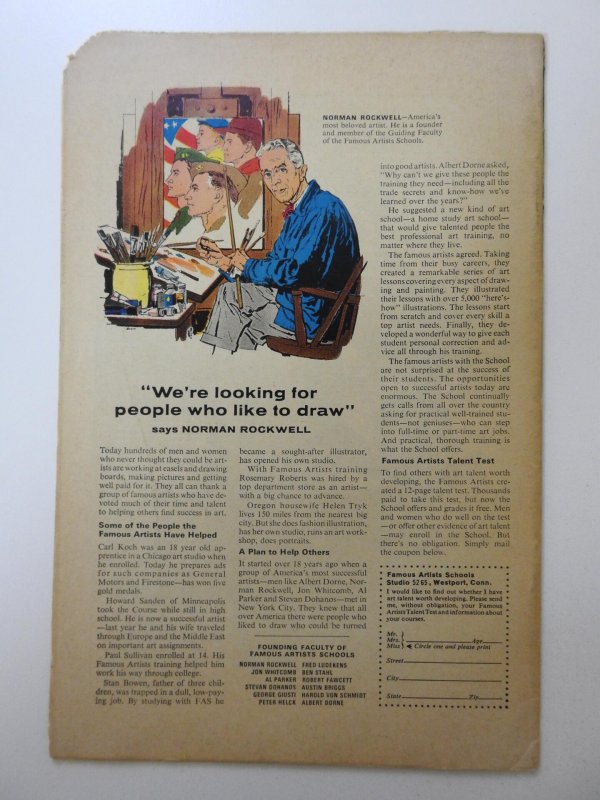 NORMAN ROCKWELL—America's
most beloved artist. He is a founder
and member of the Guiding Faculty
of the Famous Artists Schools.
"We're looking for
people who like to draw"
says NORMAN ROCKWELL
Today hundreds of men and women
who never thought they could be art-
ists are working at easels and drawing
boards, making pictures and getting
well paid for it. They all can thank a
group of famous artists who have de-
voted much of their time and talent
to helping others find success in art.
Some of the People the
Famous Artists Have Helped
Carl Koch was an 18 year old ap-
prentice in a Chicago art studio when
he enrolled. Today he prepares ads
for such companies as General
Motors and Firestone—has won five
gold medals.
Howard Sanden of Minneapolis
took the Course while still in high
school. He is now a successful artist
—last year he and his wife traveled
through Europe and the Middle East
on important art assignments.
Paul Sullivan enrolled at 14. His
Famous Artists training helped him
work his way through college.
Stan Bowen, father of three chil-
dren, was trapped in a dull, low-pay-
ing job. By studying with FAS he
became a sought-after illustrator,
has opened his own studio.
With Famous Artists training
Rosemary Roberts was hired by a
top department store as an artist—
with a big chance to advance.
Oregon housewife Helen Tryk
lives 150 miles from the nearest big
city. But she does fashion illustration,
has her own studio, runs an art work-
shop, does portraits.
A Plan to Help Others
It started over 18 years ago when a
group of America's most successful
artists—men like Albert Dorne, Nor-
man Rockwell, Jon Whitcomb, Al
Parker and Stevan Dohanos—met in
New York City. They knew that all
over America there were people who
liked to draw who could be turned
FOUNDING FACULTY OF
FAMOUS ARTISTS SCHOOLS
NORMAN ROCKWELL FRED LUDEKENS
JON WHITCOMB BEN STAHL
AL PARKER ROBERT FAWCETT
STEVAN DOHANOS AUSTIN BRIGGS
GEORGE GIUSTI HAROLD VON SCHMIDT
PETER HELCK ALBERT DORNE
into good artists. Albert Dorne asked,
"Why can't we give these people the
training they need—including all the
trade secrets and know-how we've
learned over the years?"
He suggested a new kind of art
school—a home study art school—
that would give talented people the
best professional art training, no
matter where they live.
The famous artists agreed. Taking
time from their busy careers, they
created a remarkable series of art
lessons covering every aspect of draw-
ing and painting. They illustrated
their lessons with over 5,000 "here's-
how" illustrations. The lessons start
from scratch and cover every skill a
top artist needs. Finally, they de-
veloped a wonderful way to give each
student personal correction and ad-
vice all through his training.
The famous artists with the School
are not surprised at the success of
their students. The opportunities
open to successful artists today are
enormous. The School continually
gets calls from all over the country
asking for practical well-trained stu-
dents—not geniuses—who can step
into full-time or part-time art jobs.
And practical, thorough training is
what the School offers.
Famous Artists Talent Test
To find others with art talent worth
developing, the Famous Artists cre-
ated a 12-page talent test. Thousands
paid to take this test, but now the
School offers and grades it free. Men
and women who do well on the test
—or offer other evidence of art talent
—may enroll in the School. But
there's no obligation. Simply mail
the coupon below.
Famous Artists Schools
Studio 5265, Westport, Conn.
I would like to find out whether I have
art talent worth developing. Please send
me, without obligation, your Famous
Artists Talent Test and information about
your courses.
Mr.
Mrs. Age
Miss Circle one and please print
Street
City
State Zip